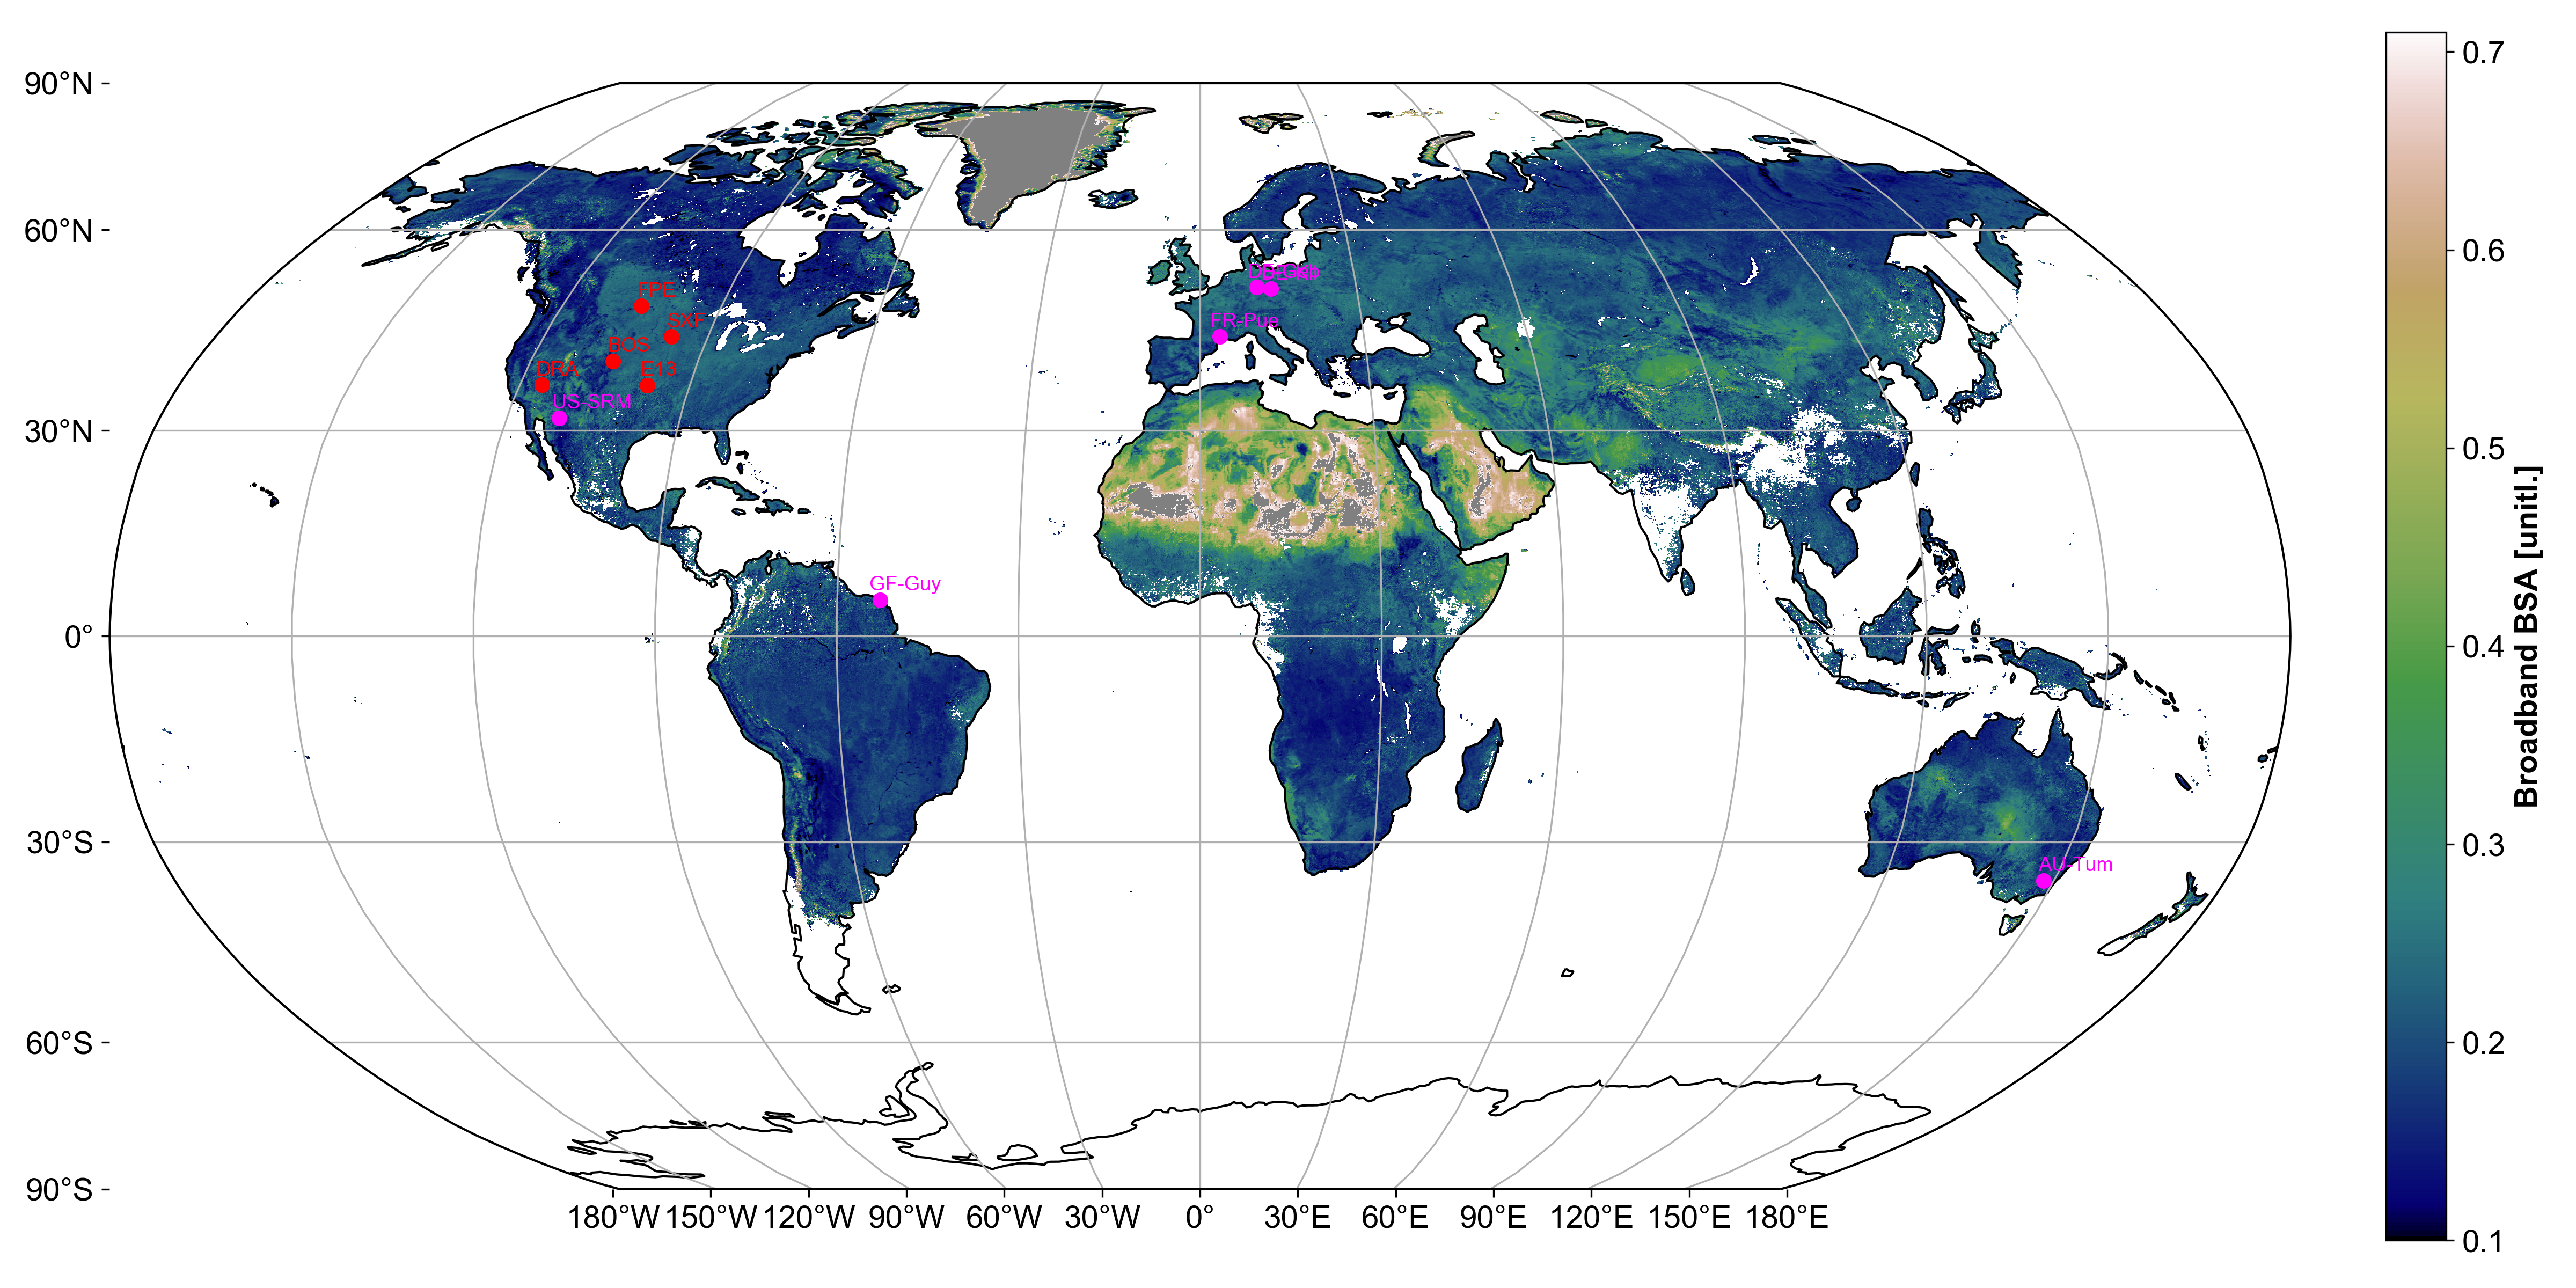 90°N
60°N
30°N
0°
30°S
60°S
90°S
180°W 150°W 120°W 90°W 60°W 30°W 0° 30°E 60°E 90°E 120°E 150°E 180°E
FPE
SXF
BOS
DRA
E13
US-SRM
GF-Guy
FR-Pue
AU-Tum
0.7
0.6
0.5
0.4
0.3
0.2
0.1
Broadband BSA [unitl.]